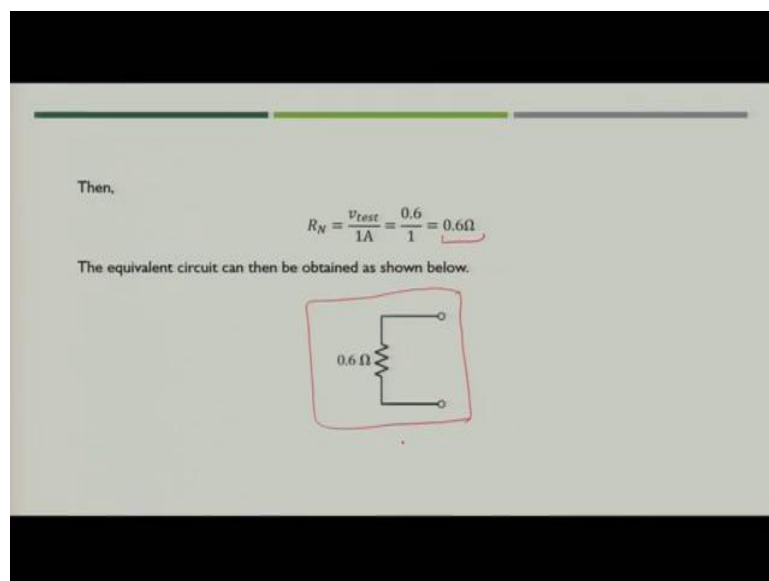 Then,
R_N = v_test / 1A = 0.6 / 1 = 0.6Ω
The equivalent circuit can then be obtained as shown below.
0.6 Ω